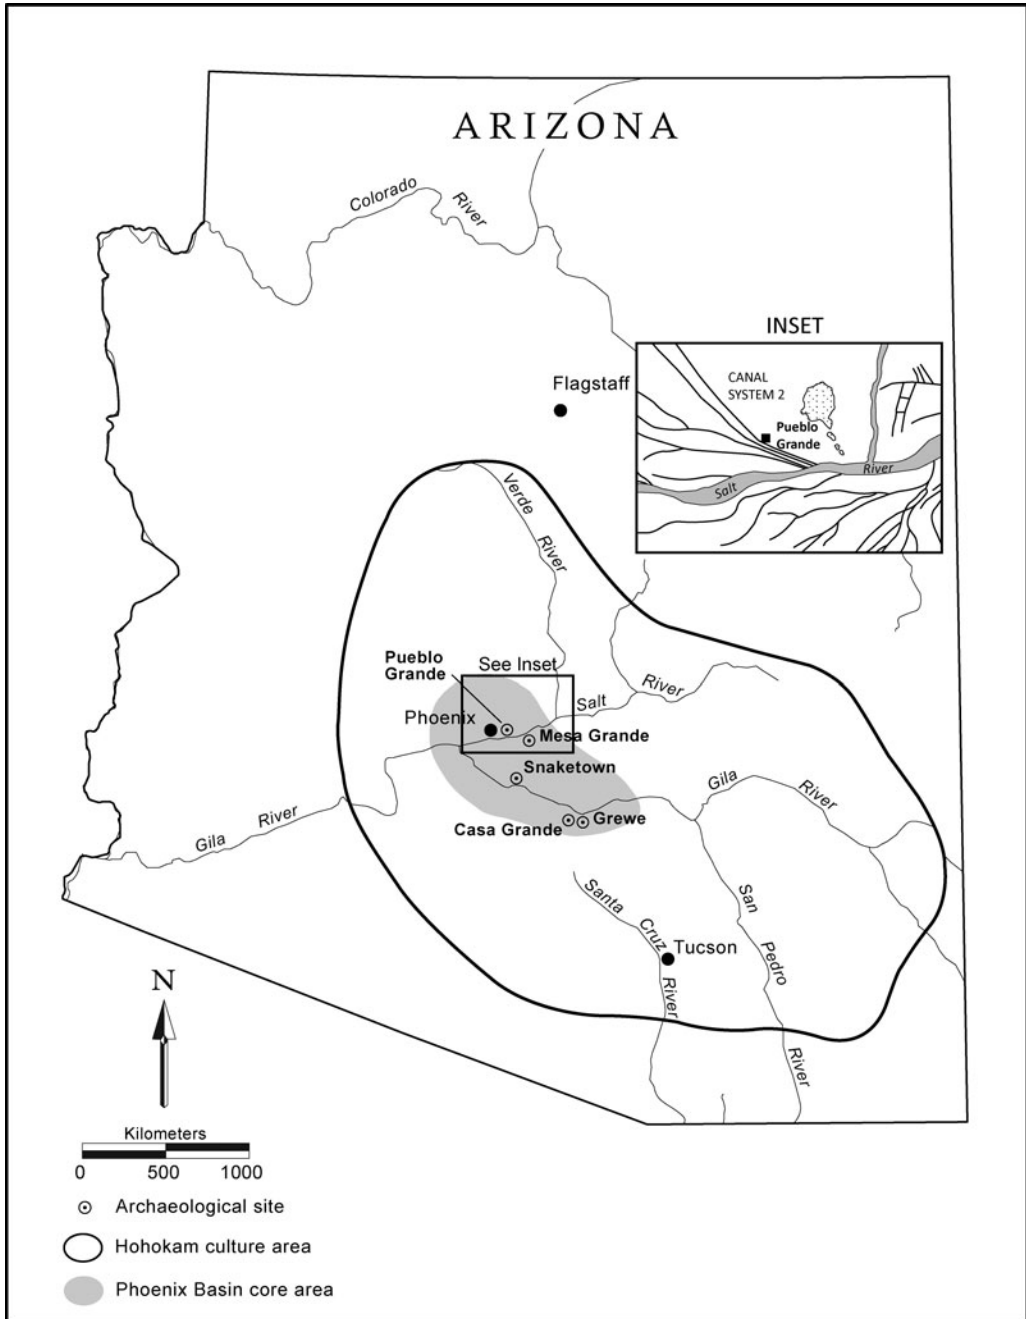 ARIZONA
Colorado
River
INSET
CANAL
SYSTEM 2
Pueblo
Grande
River
Salt
Flagstaff
Verde
River
Pueblo
Grande
See Inset
Salt
River
Phoenix
Mesa Grande
Snaketown
Gila
River
Gila
River
Casa Grande
Grewe
Santa
Cruz
River
San
Pedro
River
Tucson
N
Kilometers
0 500 1000
Archaeological site
Hohokam culture area
Phoenix Basin core area